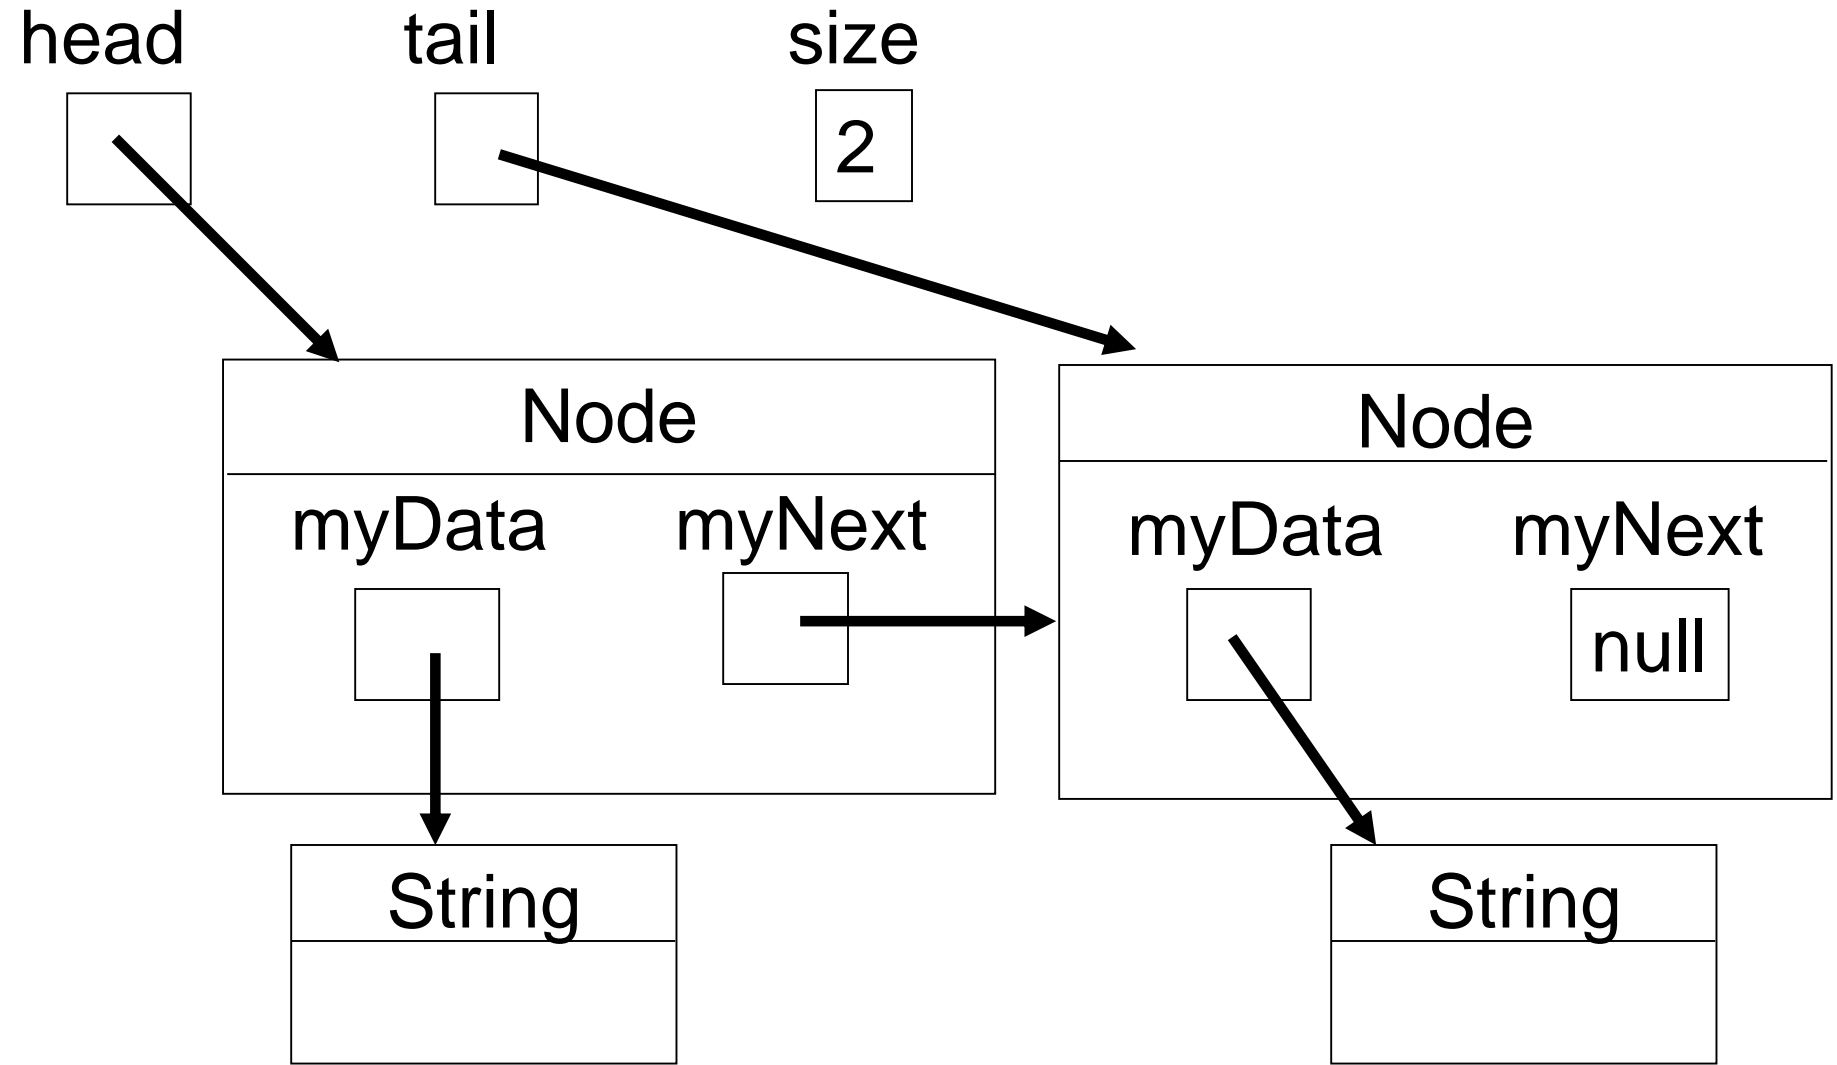 head tail size
2
Node
Node
myData myNext
myData myNext
null
String
String